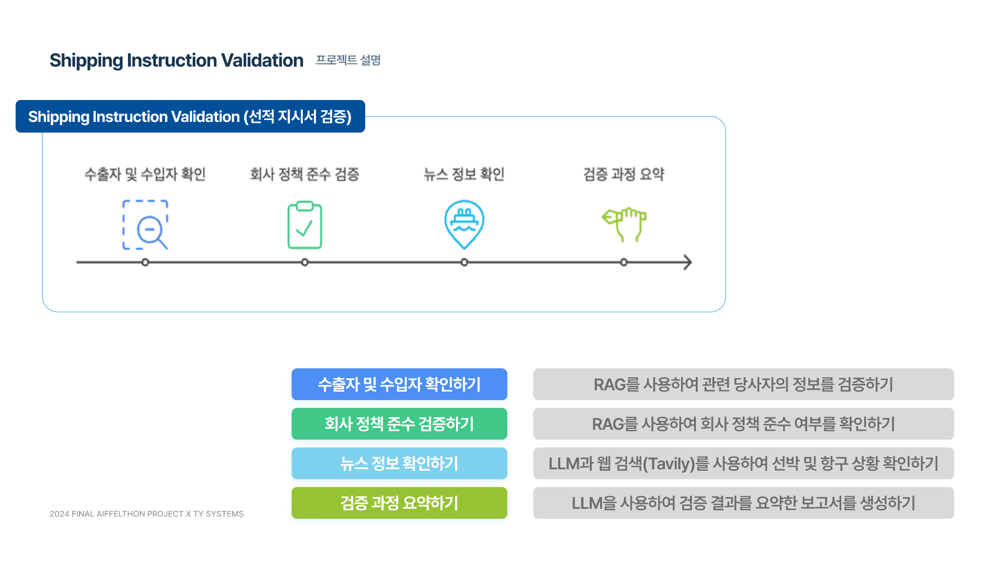 Shipping Instruction Validation 프로젝트 설명
Shipping Instruction Validation (선적 지시서 검증)
수출자 및 수입자 확인
회사 정책 준수 검증
뉴스 정보 확인
검증 과정 요약
수출자 및 수입자 확인하기
RAG를 사용하여 관련 당사자의 정보를 검증하기
회사 정책 준수 검증하기
RAG를 사용하여 회사 정책 준수 여부를 확인하기
뉴스 정보 확인하기
LLM과 웹 검색(Tavily)를 사용하여 선박 및 항구 상황 확인하기
검증 과정 요약하기
LLM을 사용하여 검증 결과를 요약한 보고서를 생성하기
2024 FINAL AIFFELTHON PROJECT X TY SYSTEMS